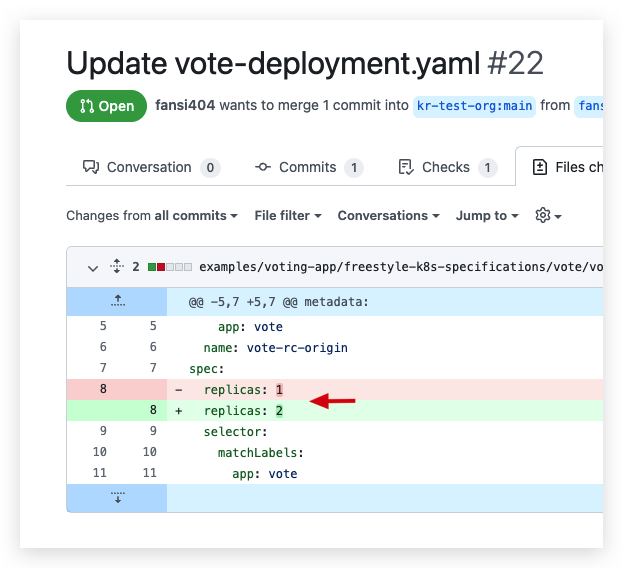 Update vote-deployment.yaml #22
Open fansi404 wants to merge 1 commit into kr-test-org:main from fans
Conversation 0 Commits 1 Checks 1 Files ch
Changes from all commits File filter Conversations Jump to
2 examples/voting-app/freestyle-k8s-specifications/vote/vo
@@ -5,7 +5,7 @@ metadata:
5 5 app: vote
6 6 name: vote-rc-origin
7 7 spec:
8 - replicas: 1
8 + replicas: 2
9 9 selector:
10 10 matchLabels:
11 11 app: vote